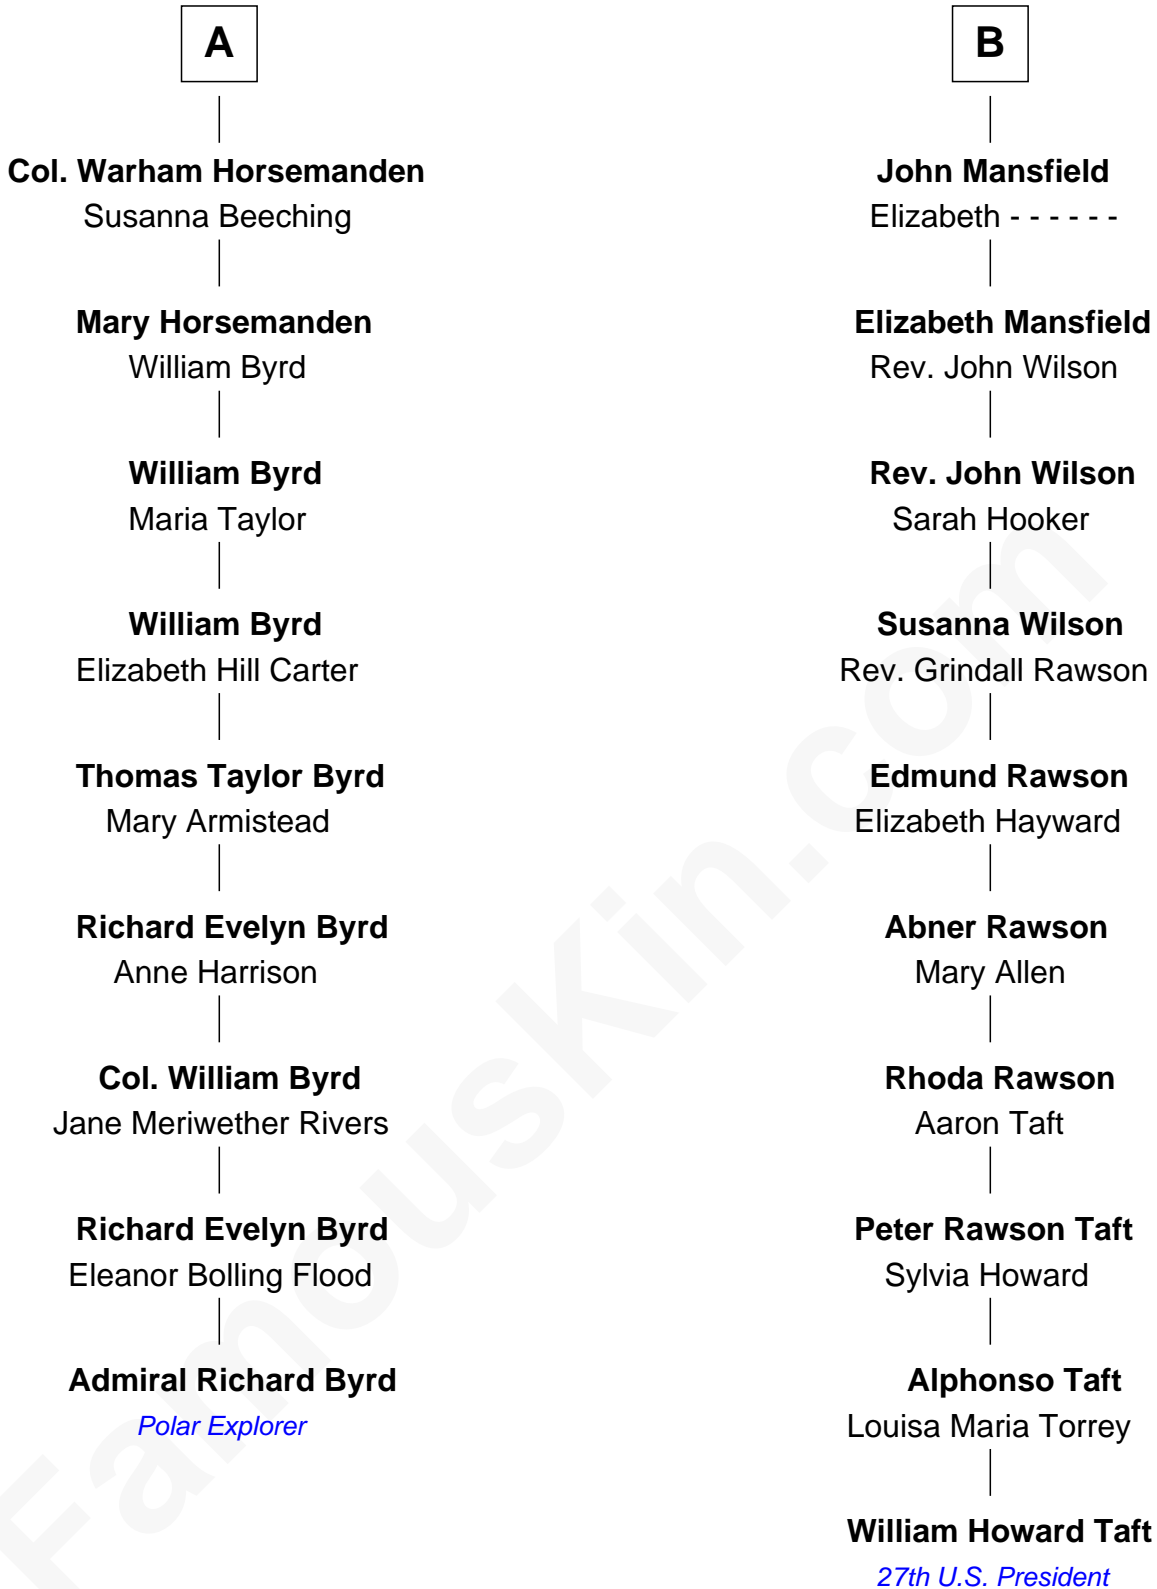 A
Col. Warham Horsemanden
Susanna Beeching
Mary Horsemanden
William Byrd
William Byrd
Maria Taylor
William Byrd
Elizabeth Hill Carter
Thomas Taylor Byrd
Mary Armistead
Richard Evelyn Byrd
Anne Harrison
Col. William Byrd
Jane Meriwether Rivers
Richard Evelyn Byrd
Eleanor Bolling Flood
Admiral Richard Byrd
Polar Explorer
B
John Mansfield
Elizabeth - - - - - -
Elizabeth Mansfield
Rev. John Wilson
Rev. John Wilson
Sarah Hooker
Susanna Wilson
Rev. Grindall Rawson
Edmund Rawson
Elizabeth Hayward
Abner Rawson
Mary Allen
Rhoda Rawson
Aaron Taft
Peter Rawson Taft
Sylvia Howard
Alphonso Taft
Louisa Maria Torrey
William Howard Taft
27th U.S. President
FamousKin.com